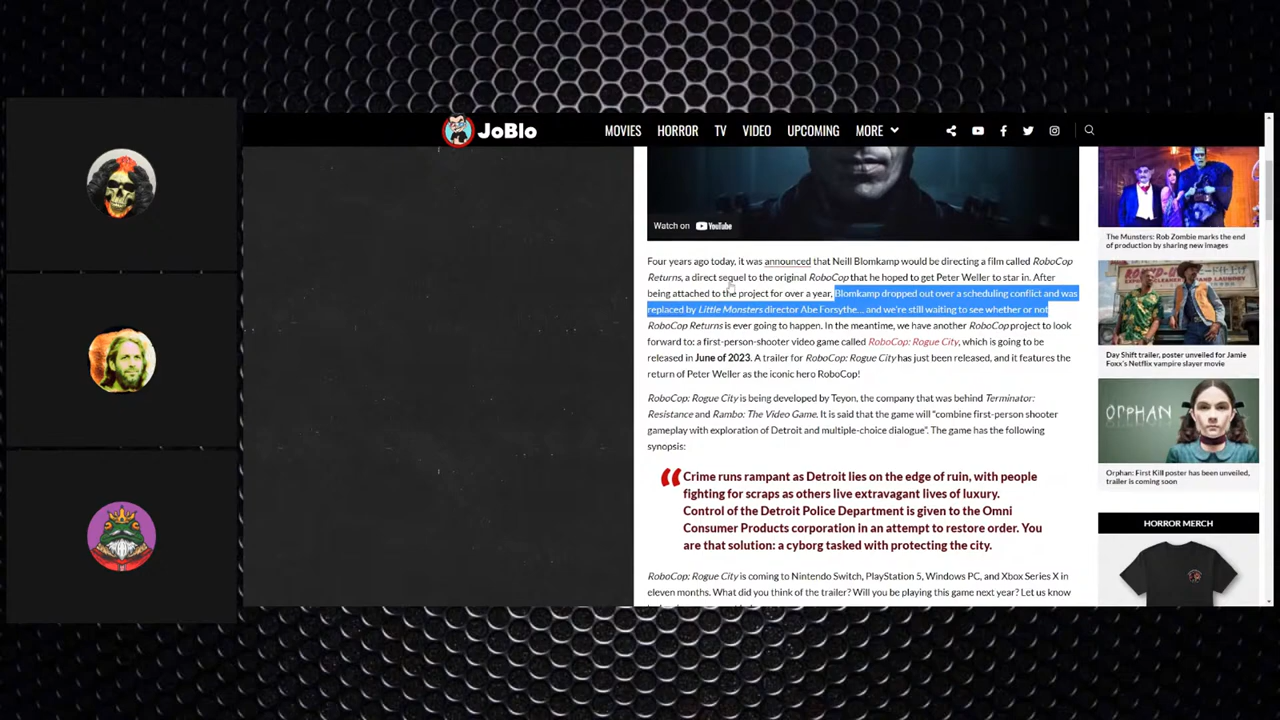 JoBlo
MOVIES HORROR TV VIDEO UPCOMING MORE
Watch on YouTube
Four years ago today, it was announced that Neill Blomkamp would be directing a film called RoboCop
Returns, a direct sequel to the original RoboCop that he hoped to get Peter Weller to star in. After
being attached to the project for over a year, Blomkamp dropped out over a scheduling conflict and was
replaced by Little Monsters director Abe Forsythe... and we're still waiting to see whether or not
RoboCop Returns is ever going to happen. In the meantime, we have another RoboCop project to look
forward to: a first-person-shooter video game called RoboCop: Rogue City, which is going to be
released in June of 2023. A trailer for RoboCop: Rogue City has just been released, and it features the
return of Peter Weller as the iconic hero RoboCop!
RoboCop: Rogue City is being developed by Teyon, the company that was behind Terminator:
Resistance and Rambo: The Video Game. It is said that the game will “combine first-person shooter
gameplay with exploration of Detroit and multiple-choice dialogue”. The game has the following
synopsis:
Crime runs rampant as Detroit lies on the edge of ruin, with people
fighting for scraps as others live extravagant lives of luxury.
Control of the Detroit Police Department is given to the Omni
Consumer Products corporation in an attempt to restore order. You
are that solution: a cyborg tasked with protecting the city.
RoboCop: Rogue City is coming to Nintendo Switch, PlayStation 5, Windows PC, and Xbox Series X in
eleven months. What did you think of the trailer? Will you be playing this game next year? Let us know
The Munsters: Rob Zombie marks the end
of production by sharing new images
Day Shift trailer, poster unveiled for Jamie
Foxx's Netflix vampire slayer movie
ORPHAN
Orphan: First Kill poster has been unveiled,
trailer is coming soon
HORROR MERCH